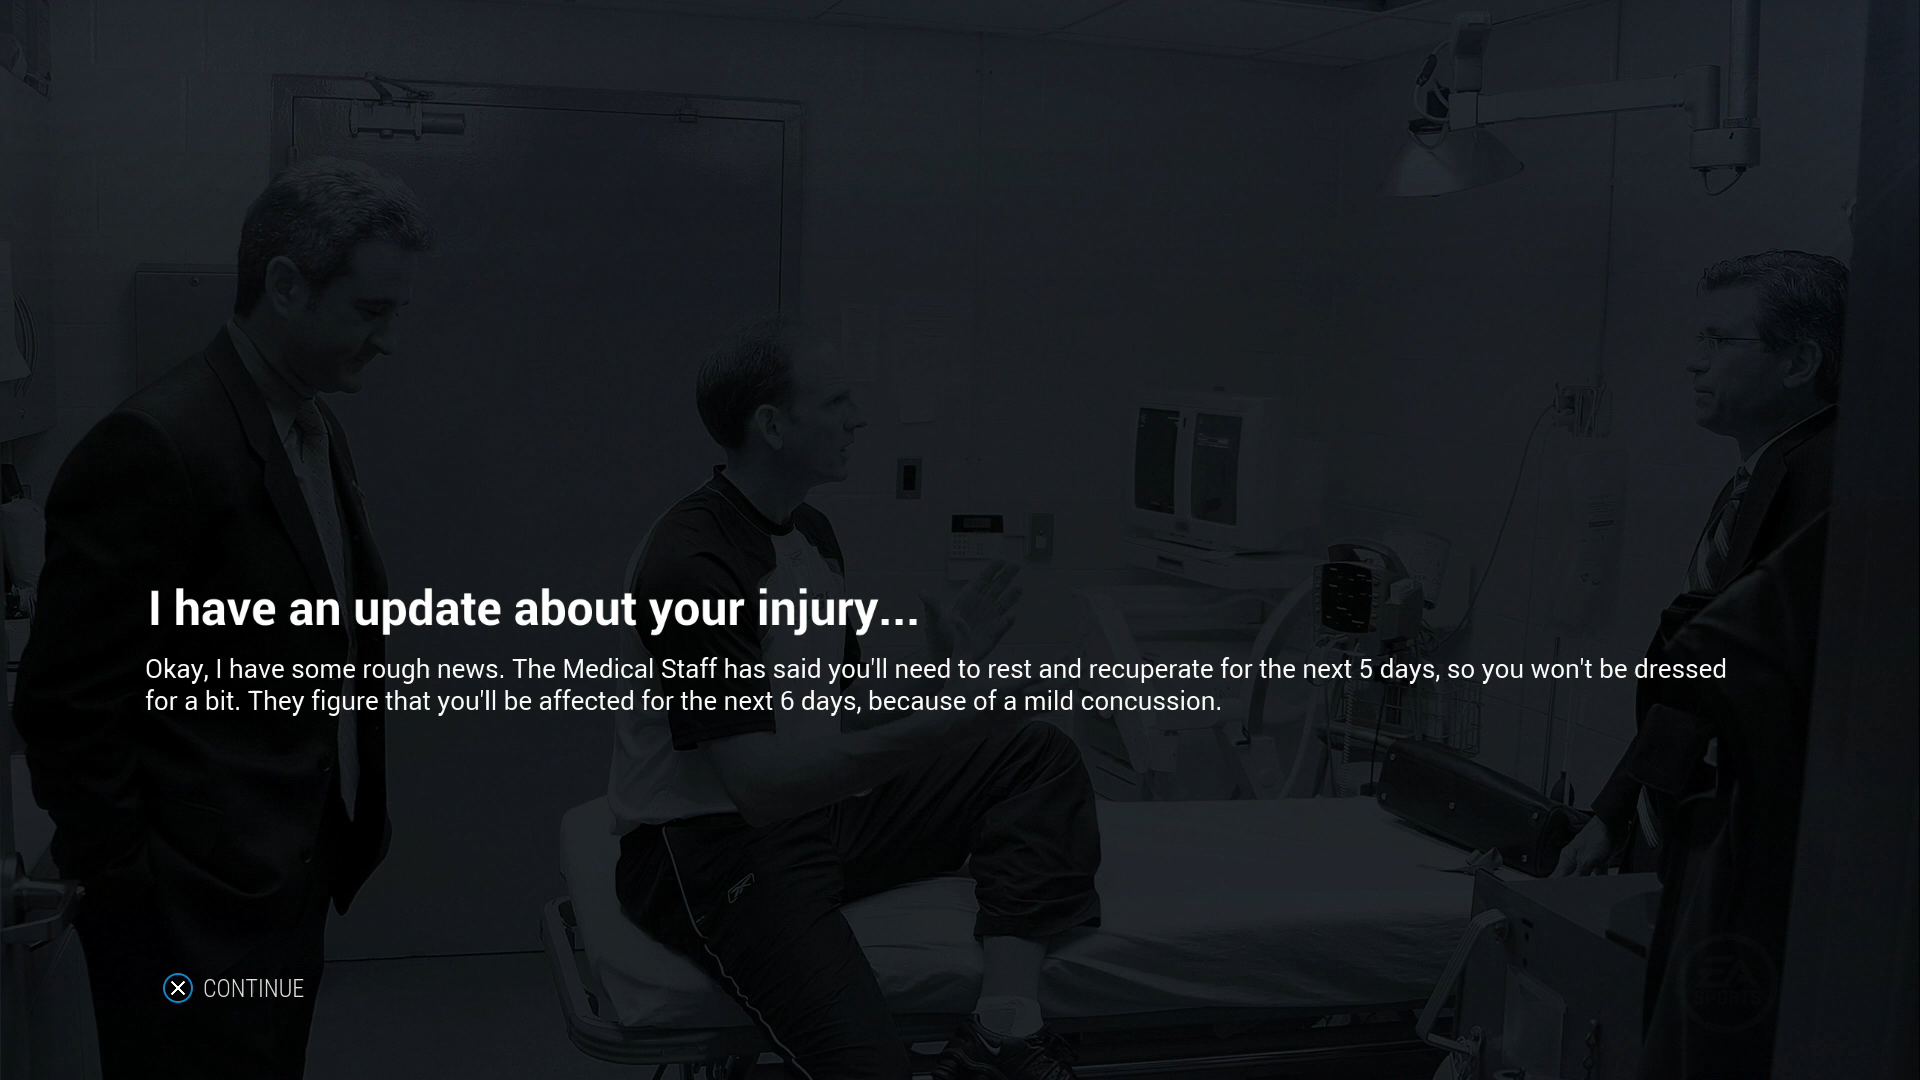 I have an update about your injury...
Okay, I have some rough news. The Medical Staff has said you'll need to rest and recuperate for the next 5 days, so you won't be dressed
for a bit. They figure that you'll be affected for the next 6 days, because of a mild concussion.
CONTINUE
EA
SPORTS